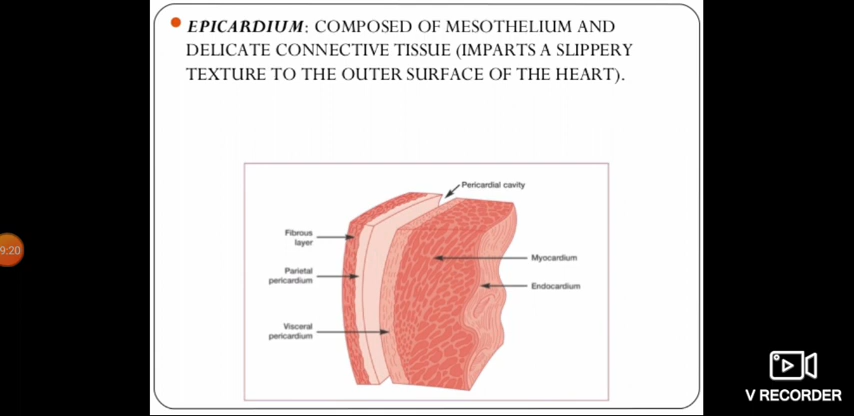 EPICARDIUM: COMPOSED OF MESOTHELIUM AND
DELICATE CONNECTIVE TISSUE (IMPARTS A SLIPPERY
TEXTURE TO THE OUTER SURFACE OF THE HEART).
Pericardial cavity
Fibrous
layer
Myocardium
Parietal
pericardium
Endocardium
Visceral
pericardium
9:20
V RECORDER